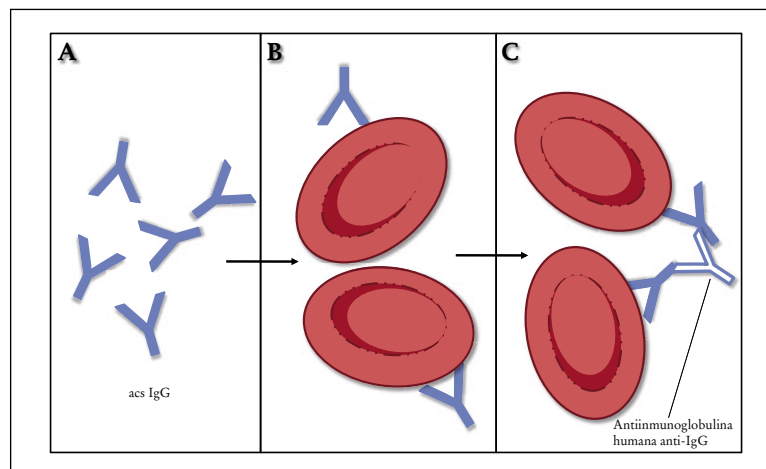 A
B
C
acs IgG
Antiinmunoglobulina
humana anti-IgG